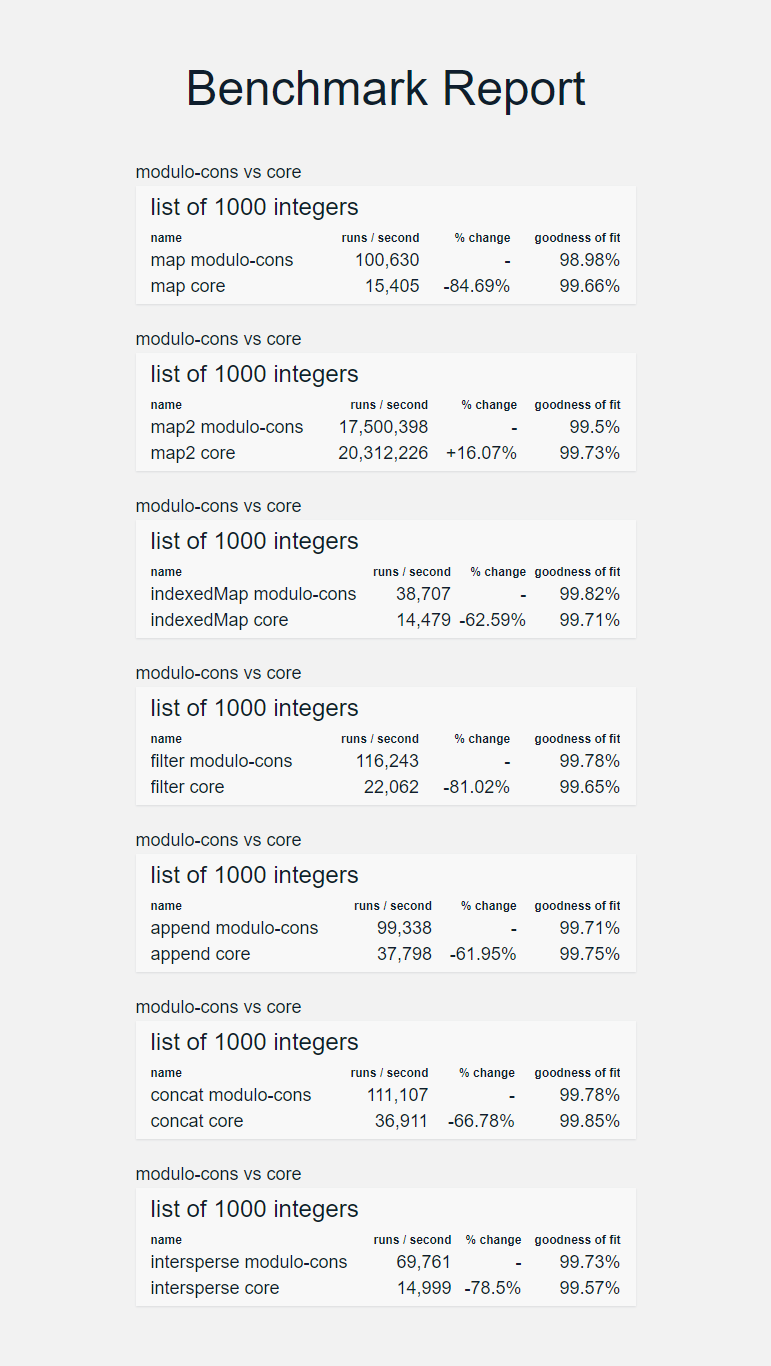 Benchmark Report
modulo-cons vs core
list of 1000 integers
name runs / second % change goodness of fit
map modulo-cons 100,630 - 98.98%
map core 15,405 -84.69% 99.66%
modulo-cons vs core
list of 1000 integers
name runs / second % change goodness of fit
map2 modulo-cons 17,500,398 - 99.5%
map2 core 20,312,226 +16.07% 99.73%
modulo-cons vs core
list of 1000 integers
name runs / second % change goodness of fit
indexedMap modulo-cons 38,707 - 99.82%
indexedMap core 14,479 -62.59% 99.71%
modulo-cons vs core
list of 1000 integers
name runs / second % change goodness of fit
filter modulo-cons 116,243 - 99.78%
filter core 22,062 -81.02% 99.65%
modulo-cons vs core
list of 1000 integers
name runs / second % change goodness of fit
append modulo-cons 99,338 - 99.71%
append core 37,798 -61.95% 99.75%
modulo-cons vs core
list of 1000 integers
name runs / second % change goodness of fit
concat modulo-cons 111,107 - 99.78%
concat core 36,911 -66.78% 99.85%
modulo-cons vs core
list of 1000 integers
name runs / second % change goodness of fit
intersperse modulo-cons 69,761 - 99.73%
intersperse core 14,999 -78.5% 99.57%